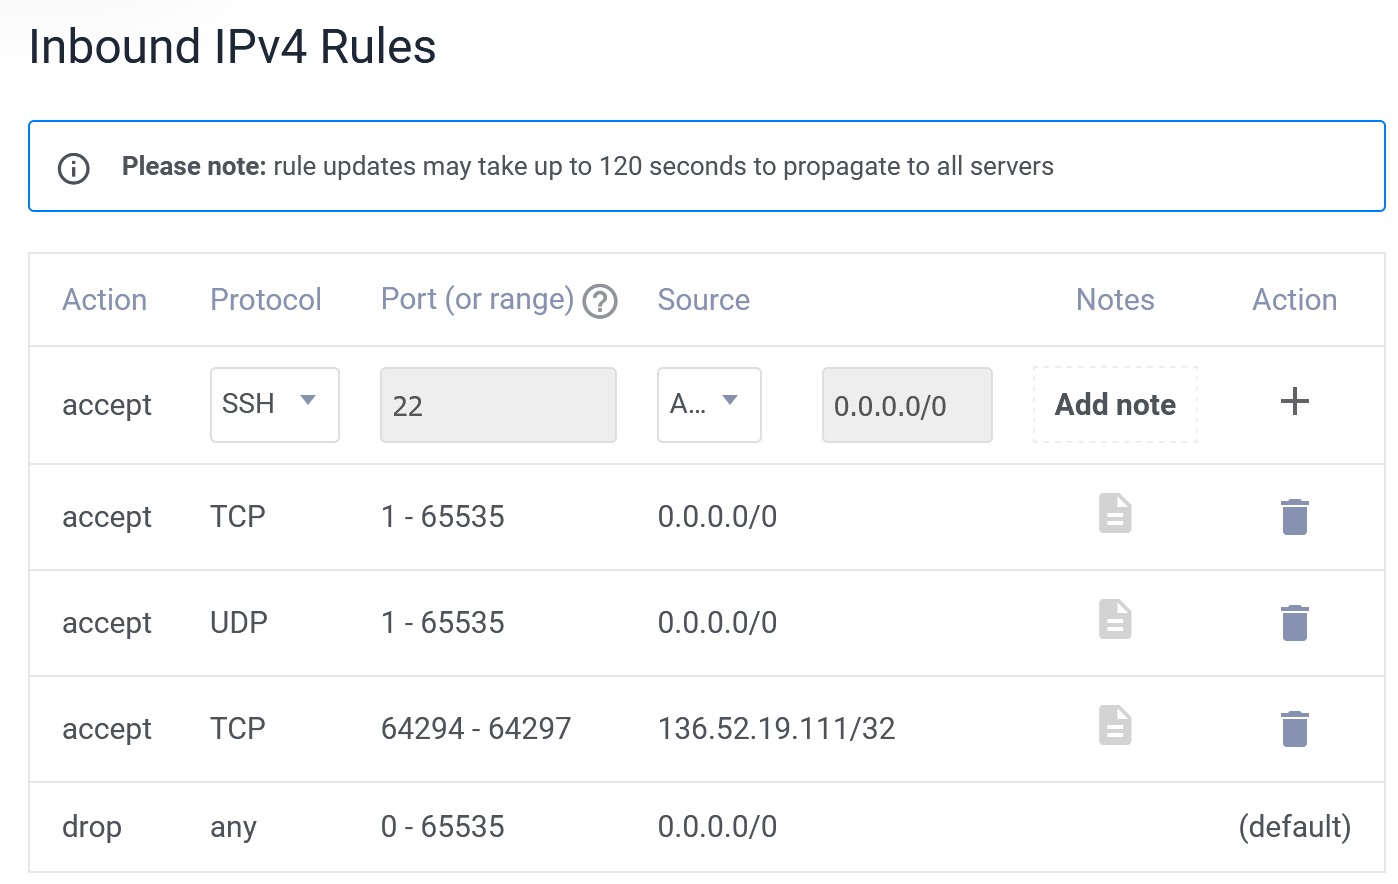 Inbound IPv4 Rules
Please note: rule updates may take up to 120 seconds to propagate to all servers
Action Protocol Port (or range) Source Notes Action
accept SSH 22 A... 0.0.0.0/0 Add note
accept TCP 1 - 65535 0.0.0.0/0
accept UDP 1 - 65535 0.0.0.0/0
accept TCP 64294 - 64297 136.52.19.111/32
drop any 0 - 65535 0.0.0.0/0 (default)